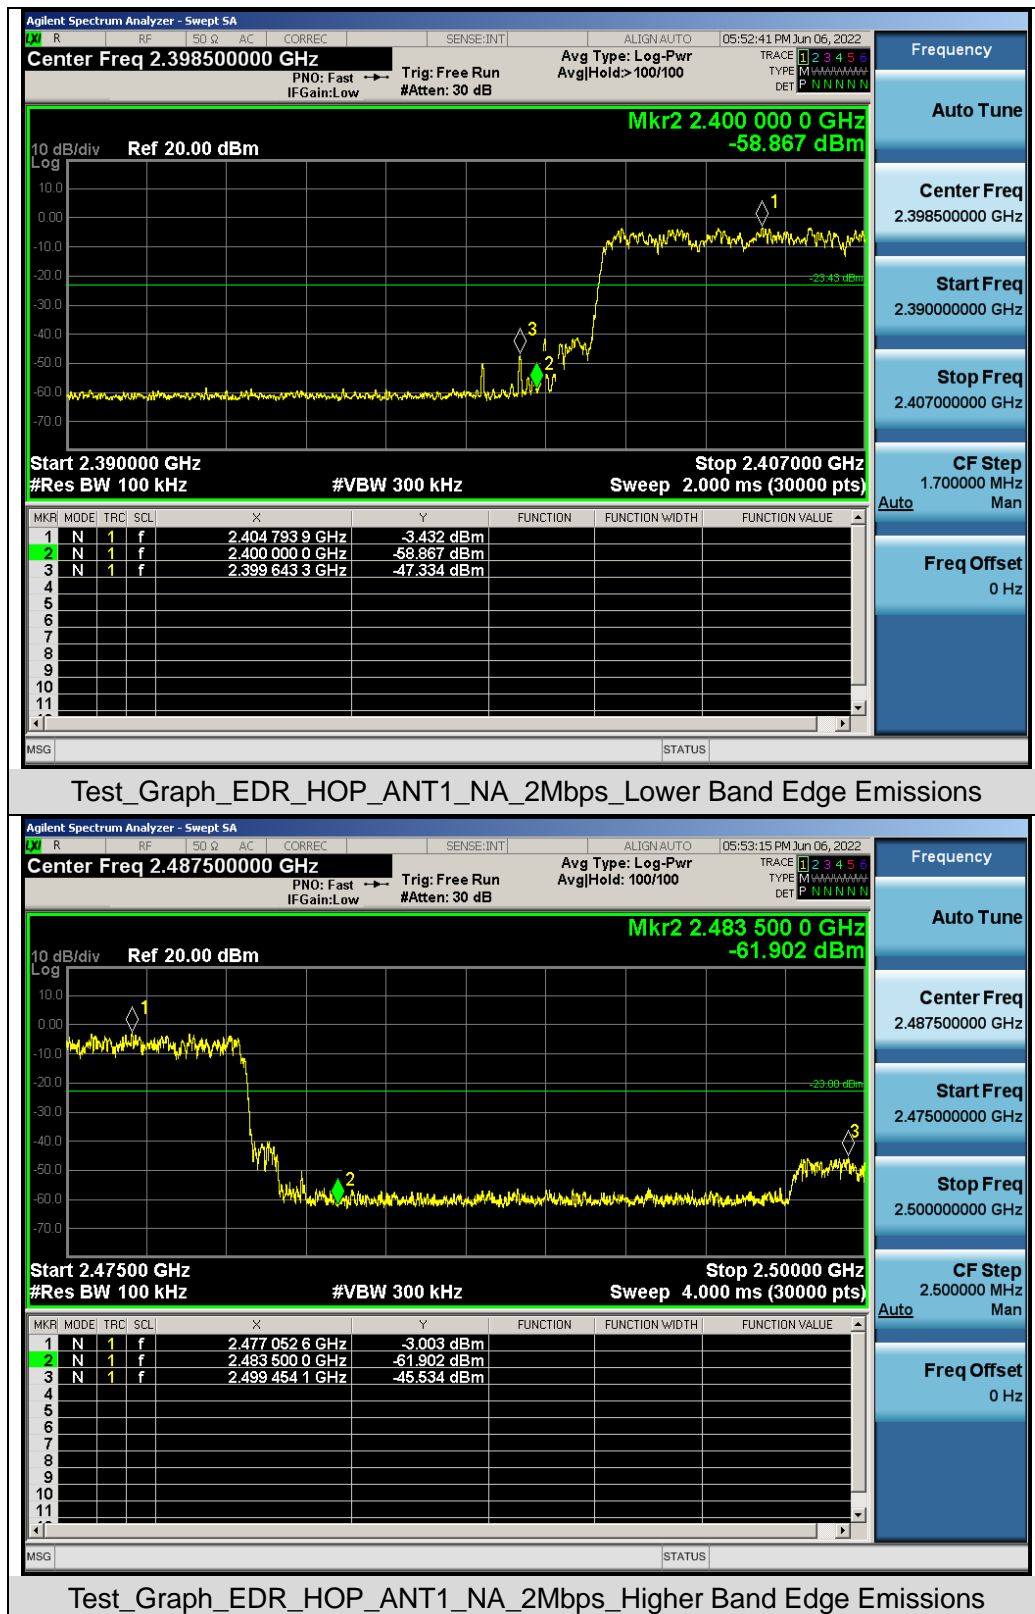 Agilent Spectrum Analyzer - Swept SA
LXI R RF 50 Ω AC CORREC SENSE:INT ALIGN AUTO 05:52:41 PM Jun 06, 2022
Center Freq 2.398500000 GHz
PNO: Fast
IFGain:Low
Trig: Free Run
#Atten: 30 dB
Avg Type: Log-Pwr
Avg|Hold:>100/100
TRACE 1 2 3 4 5 6
TYPE M
DET P N N N N N
Mkr2 2.400 000 0 GHz
-58.867 dBm
10 dB/div Ref 20.00 dBm
Log
10.0
0.00
-10.0
-20.0
-30.0
-40.0
-50.0
-60.0
-70.0
1
-23.43 dBm
3
2
Start 2.390000 GHz Stop 2.407000 GHz
#Res BW 100 kHz #VBW 300 kHz Sweep 2.000 ms (30000 pts)
MKR MODE TRC SCL X Y FUNCTION FUNCTION WIDTH FUNCTION VALUE
1 N 1 f 2.404 793 9 GHz -3.432 dBm
2 N 1 f 2.400 000 0 GHz -58.867 dBm
3 N 1 f 2.399 643 3 GHz -47.334 dBm
4
5
6
7
8
9
10
11
MSG STATUS
Frequency
Auto Tune
Center Freq
2.398500000 GHz
Start Freq
2.390000000 GHz
Stop Freq
2.407000000 GHz
CF Step
1.700000 MHz
Auto Man
Freq Offset
0 Hz
Test_Graph_EDR_HOP_ANT1_NA_2Mbps_Lower Band Edge Emissions
Agilent Spectrum Analyzer - Swept SA
LXI R RF 50 Ω AC CORREC SENSE:INT ALIGN AUTO 05:53:15 PM Jun 06, 2022
Center Freq 2.487500000 GHz
PNO: Fast
IFGain:Low
Trig: Free Run
#Atten: 30 dB
Avg Type: Log-Pwr
Avg|Hold: 100/100
TRACE 1 2 3 4 5 6
TYPE M
DET P N N N N N
Mkr2 2.483 500 0 GHz
-61.902 dBm
10 dB/div Ref 20.00 dBm
Log
10.0
0.00
-10.0
-20.0
-30.0
-40.0
-50.0
-60.0
-70.0
1
-23.00 dBm
3
2
Start 2.47500 GHz Stop 2.50000 GHz
#Res BW 100 kHz #VBW 300 kHz Sweep 4.000 ms (30000 pts)
MKR MODE TRC SCL X Y FUNCTION FUNCTION WIDTH FUNCTION VALUE
1 N 1 f 2.477 052 6 GHz -3.003 dBm
2 N 1 f 2.483 500 0 GHz -61.902 dBm
3 N 1 f 2.499 454 1 GHz -45.534 dBm
4
5
6
7
8
9
10
11
MSG STATUS
Frequency
Auto Tune
Center Freq
2.487500000 GHz
Start Freq
2.475000000 GHz
Stop Freq
2.500000000 GHz
CF Step
2.500000 MHz
Auto Man
Freq Offset
0 Hz
Test_Graph_EDR_HOP_ANT1_NA_2Mbps_Higher Band Edge Emissions